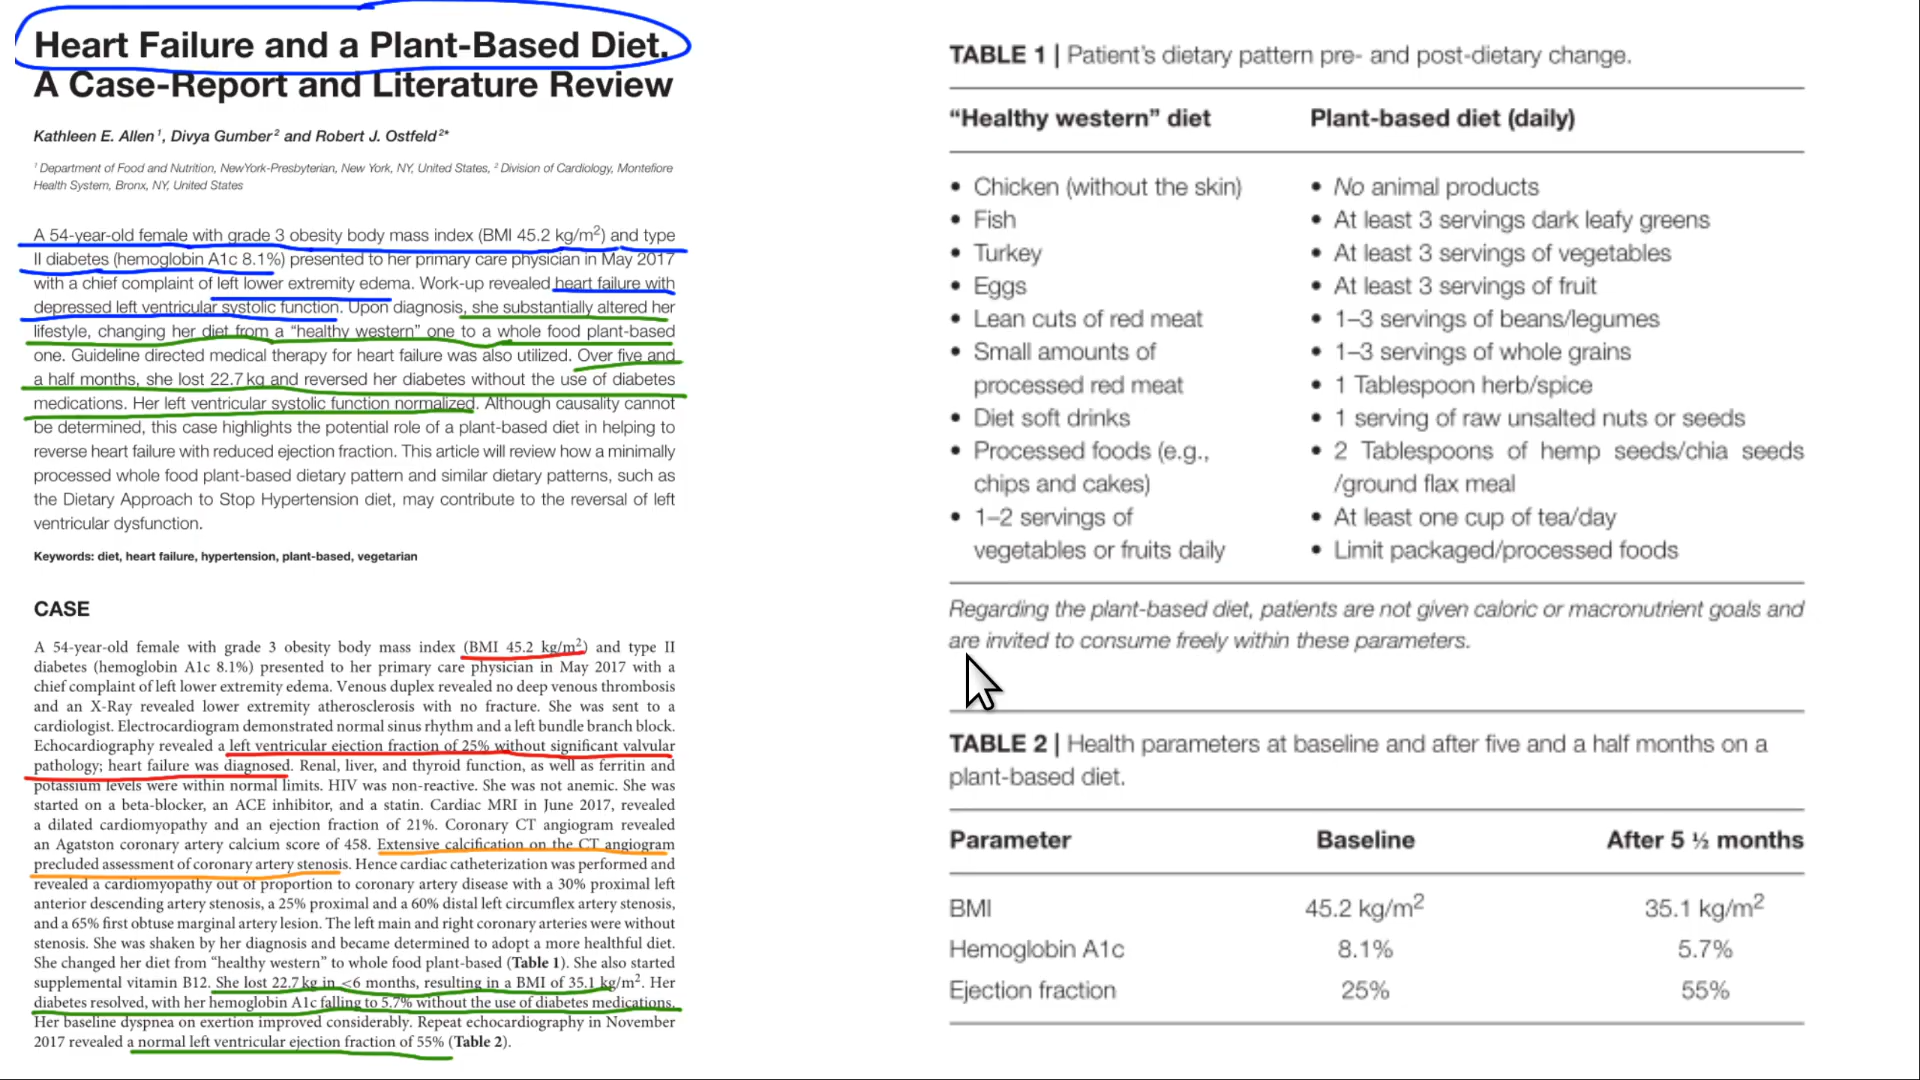 Heart Failure and a Plant-Based Diet.
A Case-Report and Literature Review
Kathleen E. Allen 1, Divya Gumber 2 and Robert J. Ostfeld 2*
1 Department of Food and Nutrition, NewYork-Presbyterian, New York, NY, United States, 2 Division of Cardiology, Montefiore
Health System, Bronx, NY, United States
A 54-year-old female with grade 3 obesity body mass index (BMI 45.2 kg/m2) and type
II diabetes (hemoglobin A1c 8.1%) presented to her primary care physician in May 2017
with a chief complaint of left lower extremity edema. Work-up revealed heart failure with
depressed left ventricular systolic function. Upon diagnosis, she substantially altered her
lifestyle, changing her diet from a “healthy western” one to a whole food plant-based
one. Guideline directed medical therapy for heart failure was also utilized. Over five and
a half months, she lost 22.7 kg and reversed her diabetes without the use of diabetes
medications. Her left ventricular systolic function normalized. Although causality cannot
be determined, this case highlights the potential role of a plant-based diet in helping to
reverse heart failure with reduced ejection fraction. This article will review how a minimally
processed whole food plant-based dietary pattern and similar dietary patterns, such as
the Dietary Approach to Stop Hypertension diet, may contribute to the reversal of left
ventricular dysfunction.
Keywords: diet, heart failure, hypertension, plant-based, vegetarian
CASE
A 54-year-old female with grade 3 obesity body mass index (BMI 45.2 kg/m2) and type II
diabetes (hemoglobin A1c 8.1%) presented to her primary care physician in May 2017 with a
chief complaint of left lower extremity edema. Venous duplex revealed no deep venous thrombosis
and an X-Ray revealed lower extremity atherosclerosis with no fracture. She was sent to a
cardiologist. Electrocardiogram demonstrated normal sinus rhythm and a left bundle branch block.
Echocardiography revealed a left ventricular ejection fraction of 25% without significant valvular
pathology; heart failure was diagnosed. Renal, liver, and thyroid function, as well as ferritin and
potassium levels were within normal limits. HIV was non-reactive. She was not anemic. She was
started on a beta-blocker, an ACE inhibitor, and a statin. Cardiac MRI in June 2017, revealed
a dilated cardiomyopathy and an ejection fraction of 21%. Coronary CT angiogram revealed
an Agatston coronary artery calcium score of 458. Extensive calcification on the CT angiogram
precluded assessment of coronary artery stenosis. Hence cardiac catheterization was performed and
revealed a cardiomyopathy out of proportion to coronary artery disease with a 30% proximal left
anterior descending artery stenosis, a 25% proximal and a 60% distal left circumflex artery stenosis,
and a 65% first obtuse marginal artery lesion. The left main and right coronary arteries were without
stenosis. She was shaken by her diagnosis and became determined to adopt a more healthful diet.
She changed her diet from “healthy western” to whole food plant-based (Table 1). She also started
supplemental vitamin B12. She lost 22.7 kg in <6 months, resulting in a BMI of 35.1 kg/m2. Her
diabetes resolved, with her hemoglobin A1c falling to 5.7% without the use of diabetes medications.
Her baseline dyspnea on exertion improved considerably. Repeat echocardiography in November
2017 revealed a normal left ventricular ejection fraction of 55% (Table 2).
TABLE 1 | Patient’s dietary pattern pre- and post-dietary change.
“Healthy western” diet Plant-based diet (daily)
• Chicken (without the skin) • No animal products
• Fish • At least 3 servings dark leafy greens
• Turkey • At least 3 servings of vegetables
• Eggs • At least 3 servings of fruit
• Lean cuts of red meat • 1–3 servings of beans/legumes
• Small amounts of • 1–3 servings of whole grains
processed red meat • 1 Tablespoon herb/spice
• Diet soft drinks • 1 serving of raw unsalted nuts or seeds
• Processed foods (e.g., • 2 Tablespoons of hemp seeds/chia seeds
chips and cakes) /ground flax meal
• 1–2 servings of • At least one cup of tea/day
vegetables or fruits daily • Limit packaged/processed foods
Regarding the plant-based diet, patients are not given caloric or macronutrient goals and
are invited to consume freely within these parameters.
TABLE 2 | Health parameters at baseline and after five and a half months on a
plant-based diet.
Parameter Baseline After 5 ½ months
BMI 45.2 kg/m2 35.1 kg/m2
Hemoglobin A1c 8.1% 5.7%
Ejection fraction 25% 55%